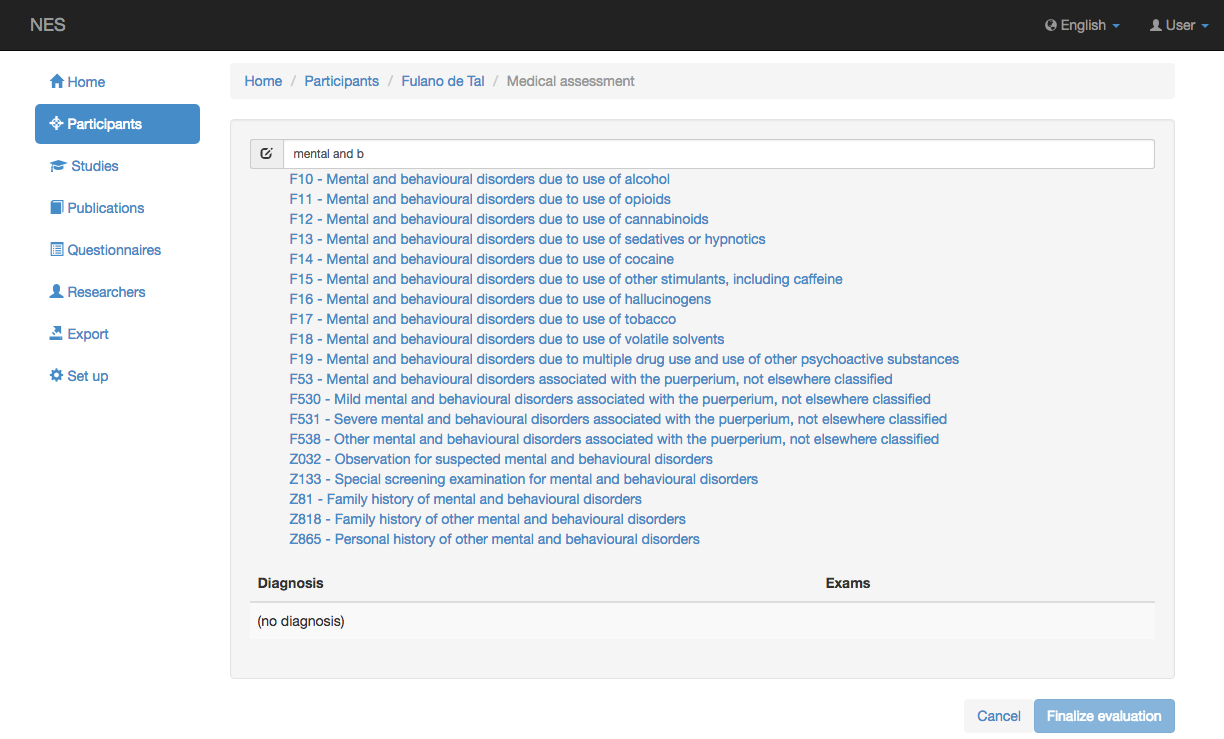 NES English User
Home
Participants
Studies
Publications
Questionnaires
Researchers
Export
Set up
Home / Participants / Fulano de Tal / Medical assessment
mental and b
F10 - Mental and behavioural disorders due to use of alcohol
F11 - Mental and behavioural disorders due to use of opioids
F12 - Mental and behavioural disorders due to use of cannabinoids
F13 - Mental and behavioural disorders due to use of sedatives or hypnotics
F14 - Mental and behavioural disorders due to use of cocaine
F15 - Mental and behavioural disorders due to use of other stimulants, including caffeine
F16 - Mental and behavioural disorders due to use of hallucinogens
F17 - Mental and behavioural disorders due to use of tobacco
F18 - Mental and behavioural disorders due to use of volatile solvents
F19 - Mental and behavioural disorders due to multiple drug use and use of other psychoactive substances
F53 - Mental and behavioural disorders associated with the puerperium, not elsewhere classified
F530 - Mild mental and behavioural disorders associated with the puerperium, not elsewhere classified
F531 - Severe mental and behavioural disorders associated with the puerperium, not elsewhere classified
F538 - Other mental and behavioural disorders associated with the puerperium, not elsewhere classified
Z032 - Observation for suspected mental and behavioural disorders
Z133 - Special screening examination for mental and behavioural disorders
Z81 - Family history of mental and behavioural disorders
Z818 - Family history of other mental and behavioural disorders
Z865 - Personal history of other mental and behavioural disorders
Diagnosis Exams
(no diagnosis)
Cancel Finalize evaluation